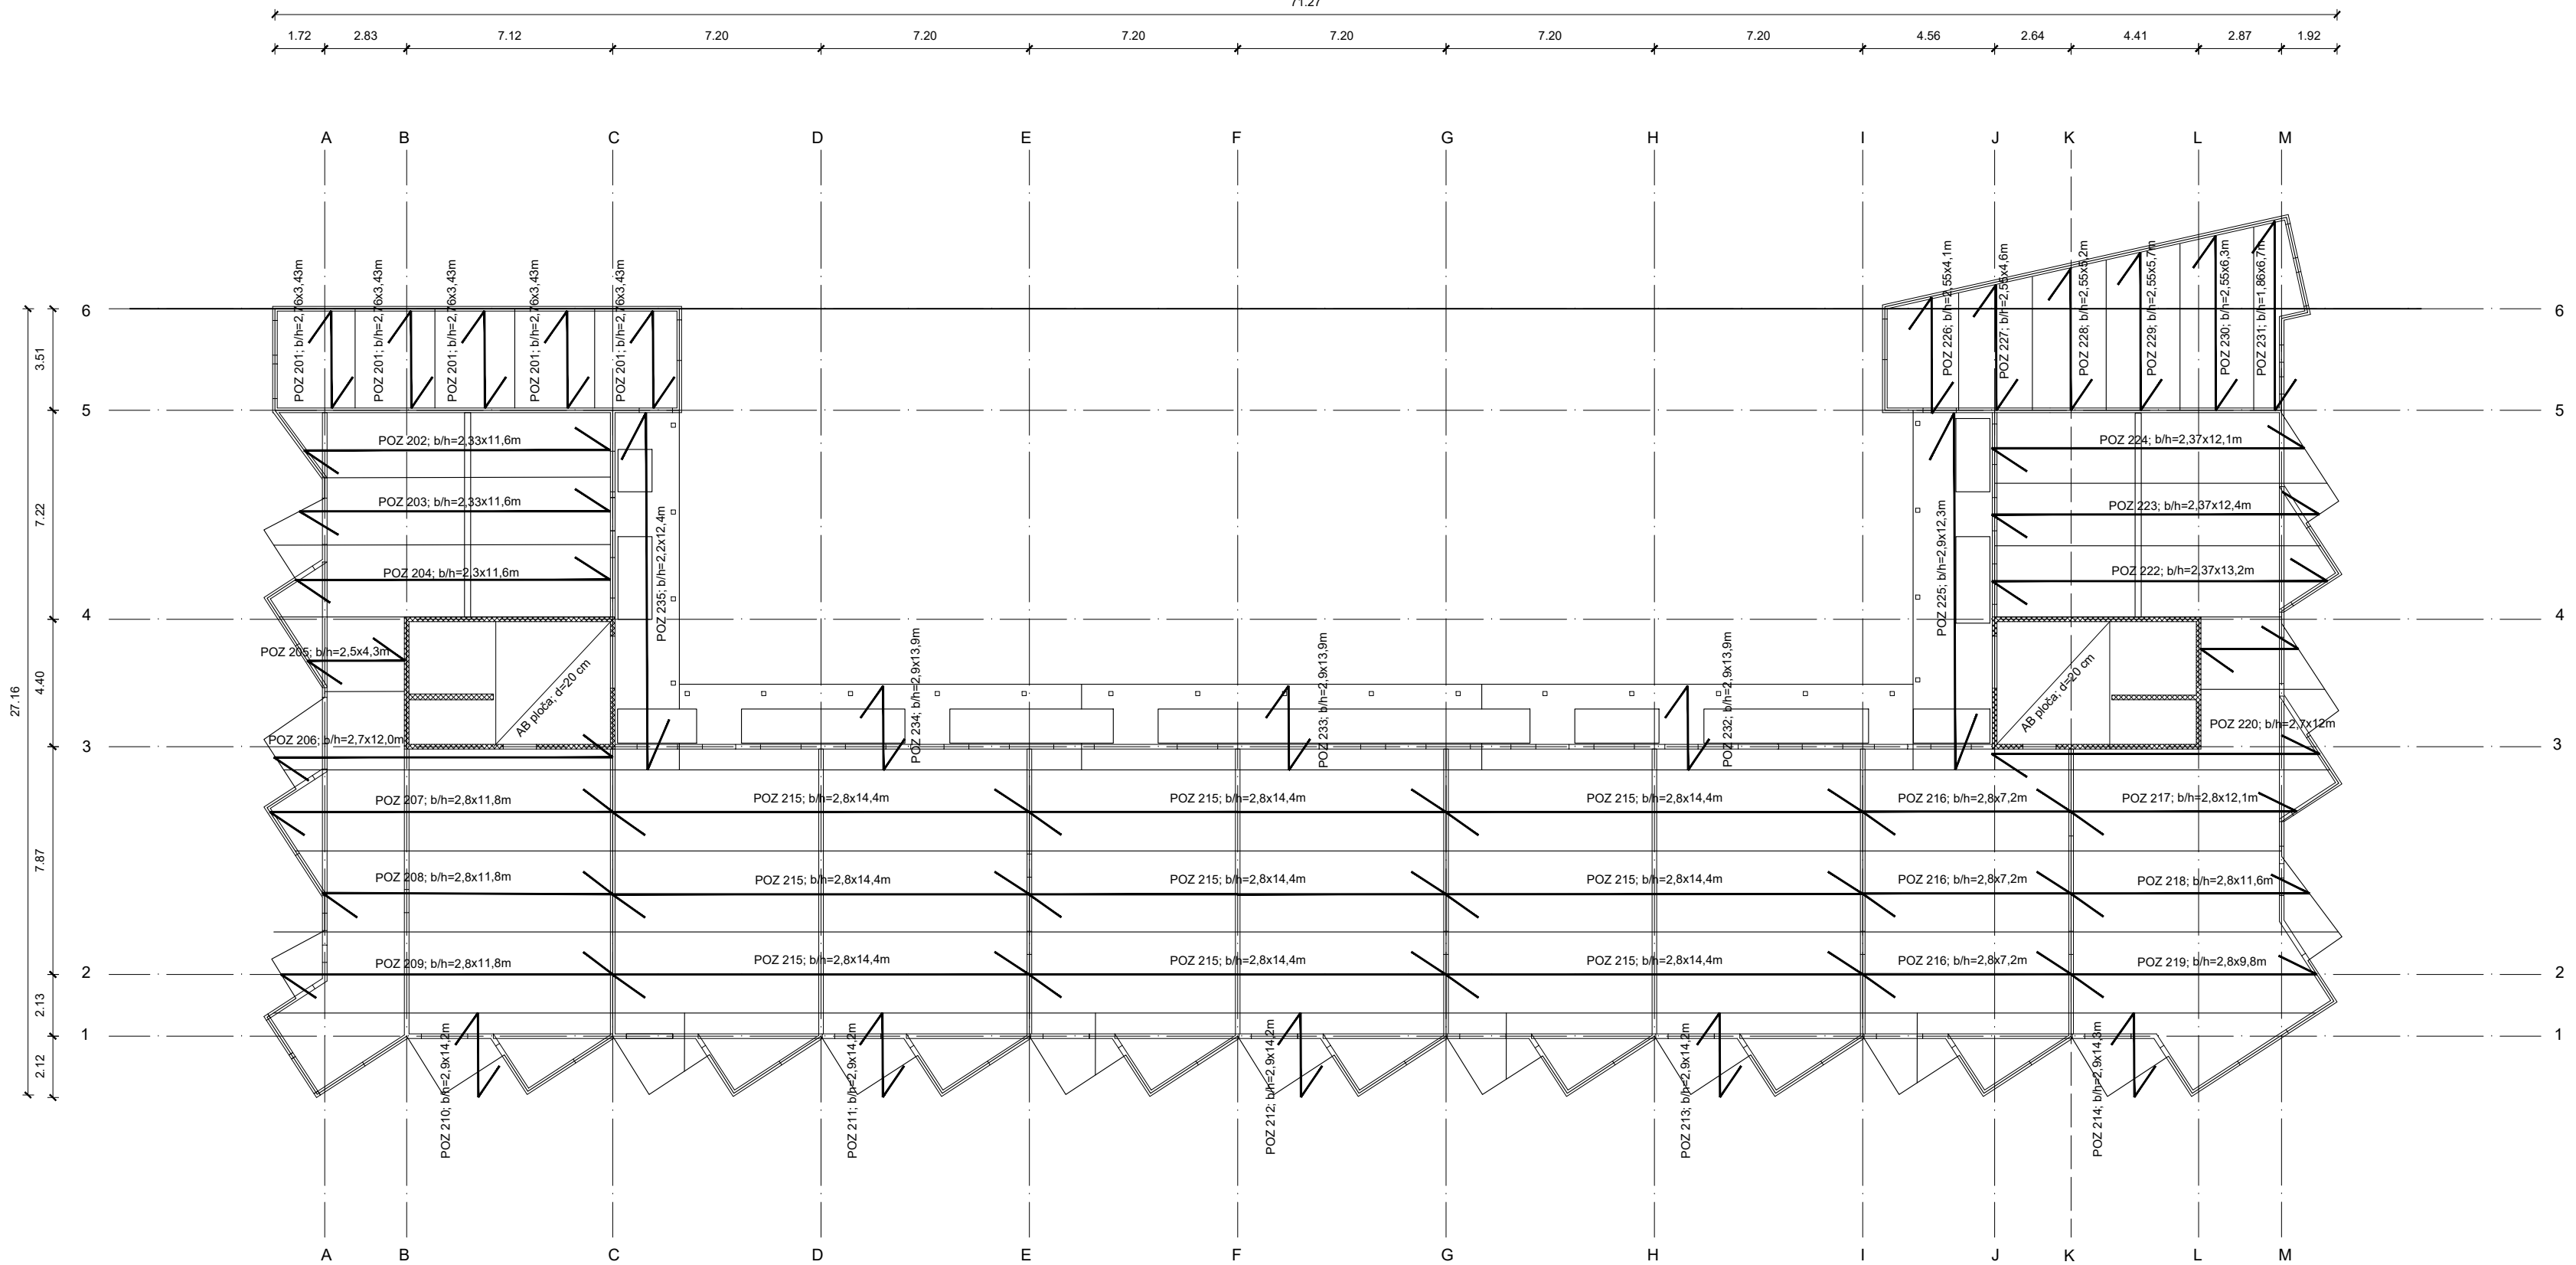 71.27
1.72 2.83 7.12 7.20 7.20 7.20 7.20 7.20 7.20 4.56 2.64 4.41 2.87 1.92
A B C D E F G H I J K L M
27.16
3.51
7.22
4.40
7.87
2.13
2.12
6
5
4
3
2
1
6
5
4
3
2
1
POZ 201; b/h=2,76x3,43m
POZ 201; b/h=2,76x3,43m
POZ 201; b/h=2,76x3,43m
POZ 201; b/h=2,76x3,43m
POZ 201; b/h=2,76x3,43m
POZ 226; b/h=2,55x4,1m
POZ 227; b/h=2,55x4,6m
POZ 228; b/h=2,55x5,2m
POZ 229; b/h=2,55x5,7m
POZ 230; b/h=2,55x6,3m
POZ 231; b/h=1,86x6,7m
POZ 202; b/h=2,33x11,6m
POZ 203; b/h=2,33x11,6m
POZ 204; b/h=2,3x11,6m
POZ 205; b/h=2,5x4,3m
POZ 206; b/h=2,7x12,0m
AB ploča; d=20 cm
POZ 235; b/h=2,2x12,4m
POZ 234; b/h=2,9x13,9m
POZ 233; b/h=2,9x13,9m
POZ 232; b/h=2,9x13,9m
POZ 225; b/h=2,9x12,3m
POZ 224; b/h=2,37x12,1m
POZ 223; b/h=2,37x12,4m
POZ 222; b/h=2,37x13,2m
AB ploča; d=20 cm
POZ 220; b/h=2,7x12m
POZ 207; b/h=2,8x11,8m
POZ 215; b/h=2,8x14,4m
POZ 215; b/h=2,8x14,4m
POZ 215; b/h=2,8x14,4m
POZ 216; b/h=2,8x7,2m
POZ 217; b/h=2,8x12,1m
POZ 208; b/h=2,8x11,8m
POZ 215; b/h=2,8x14,4m
POZ 215; b/h=2,8x14,4m
POZ 215; b/h=2,8x14,4m
POZ 216; b/h=2,8x7,2m
POZ 218; b/h=2,8x11,6m
POZ 209; b/h=2,8x11,8m
POZ 215; b/h=2,8x14,4m
POZ 215; b/h=2,8x14,4m
POZ 215; b/h=2,8x14,4m
POZ 216; b/h=2,8x7,2m
POZ 219; b/h=2,8x9,8m
POZ 210; b/h=2,9x14,2m
POZ 211; b/h=2,9x14,2m
POZ 212; b/h=2,9x14,2m
POZ 213; b/h=2,9x14,2m
POZ 214; b/h=2,9x14,3m
A B C D E F G H I J K L M